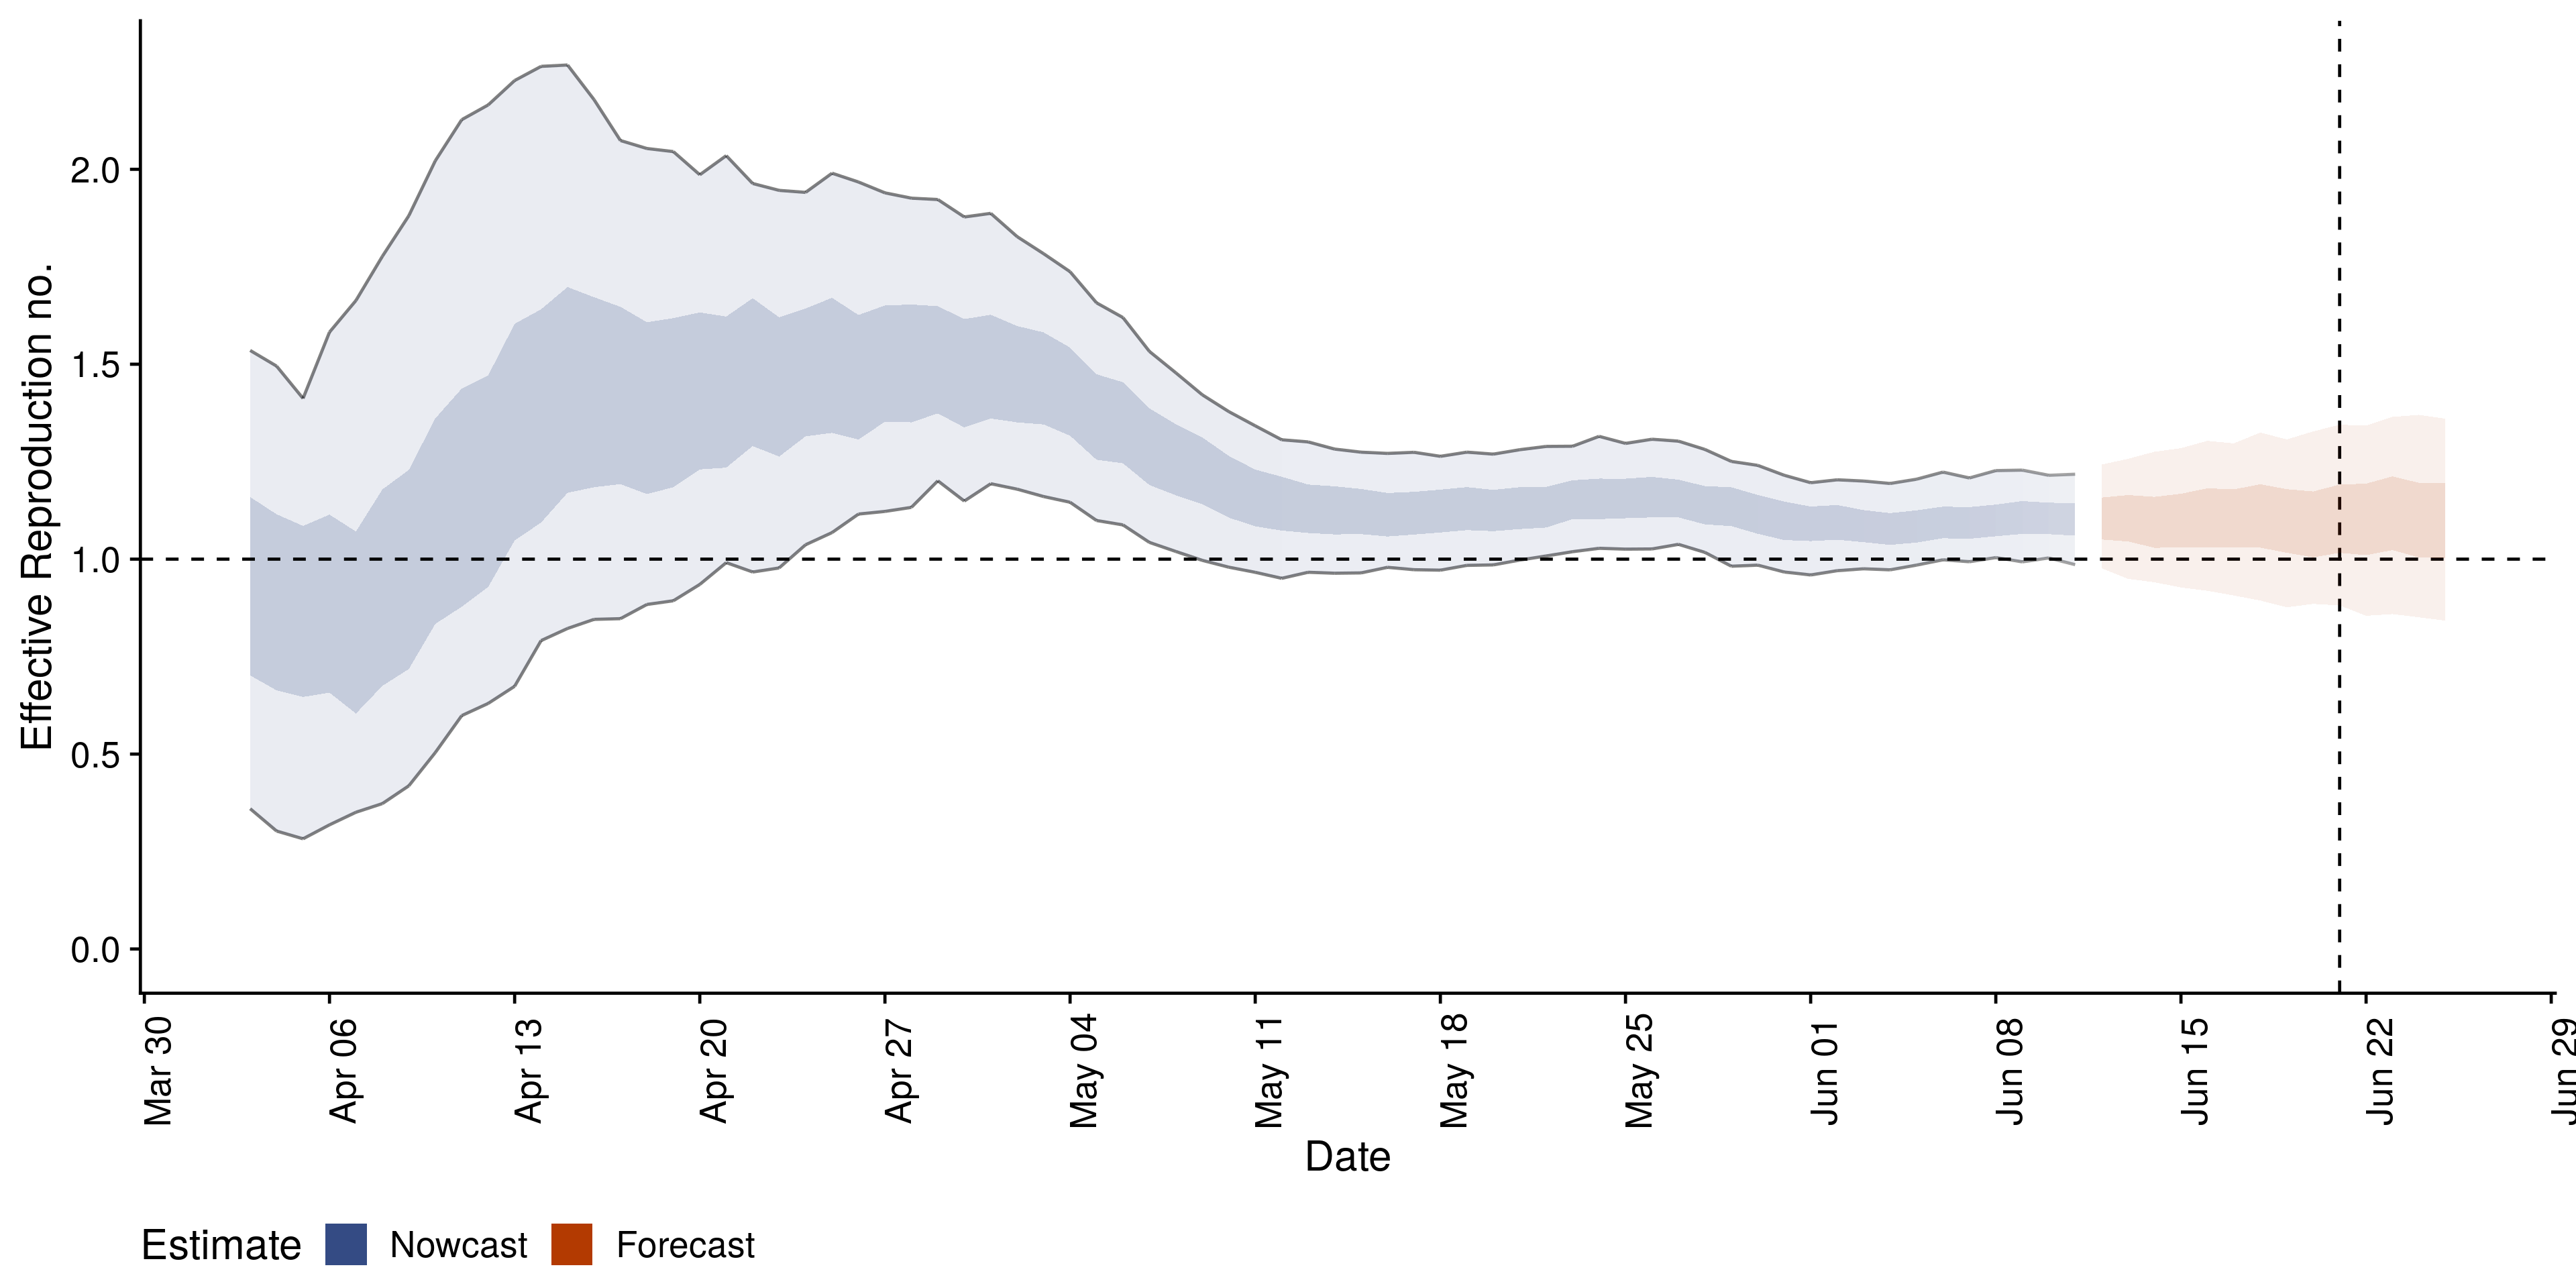 Effective Reproduction no.
2.0
1.5
1.0
0.5
0.0
Mar 30
Apr 06
Apr 13
Apr 20
Apr 27
May 04
May 11
May 18
May 25
Jun 01
Jun 08
Jun 15
Jun 22
Jun 29
Date
Estimate Nowcast Forecast